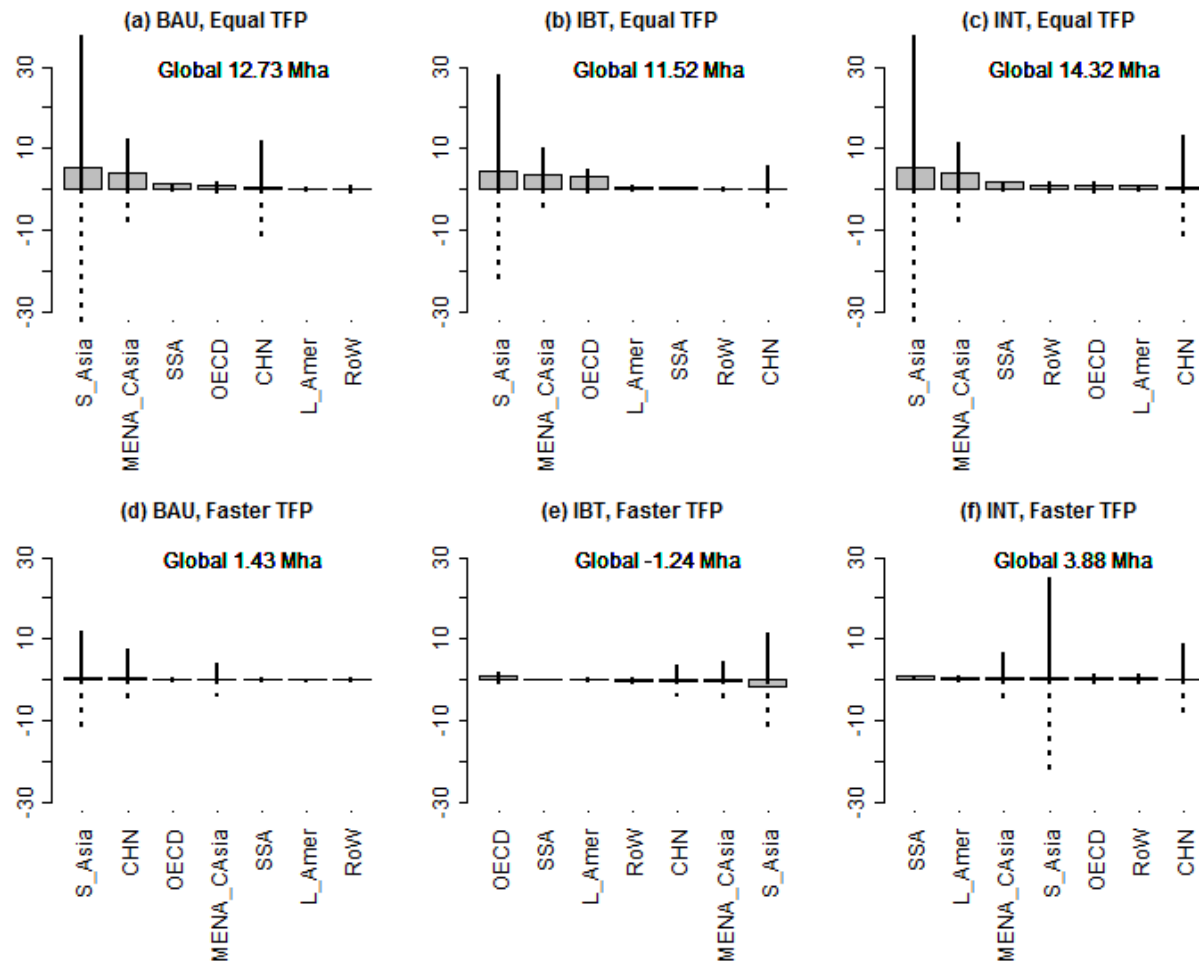 (a) BAU, Equal TFP
Global 12.73 Mha
30
10
-10
-30
S_Asia
MENA_CAsia
SSA
OECD
CHN
L_Amer
RoW
(b) IBT, Equal TFP
Global 11.52 Mha
30
10
-10
-30
S_Asia
MENA_CAsia
OECD
L_Amer
SSA
RoW
CHN
(c) INT, Equal TFP
Global 14.32 Mha
30
10
-10
-30
S_Asia
MENA_CAsia
SSA
RoW
OECD
L_Amer
CHN
(d) BAU, Faster TFP
Global 1.43 Mha
30
10
-10
-30
S_Asia
CHN
OECD
MENA_CAsia
SSA
L_Amer
RoW
(e) IBT, Faster TFP
Global -1.24 Mha
30
10
-10
-30
OECD
SSA
L_Amer
RoW
CHN
MENA_CAsia
S_Asia
(f) INT, Faster TFP
Global 3.88 Mha
30
10
-10
-30
SSA
L_Amer
MENA_CAsia
S_Asia
OECD
RoW
CHN